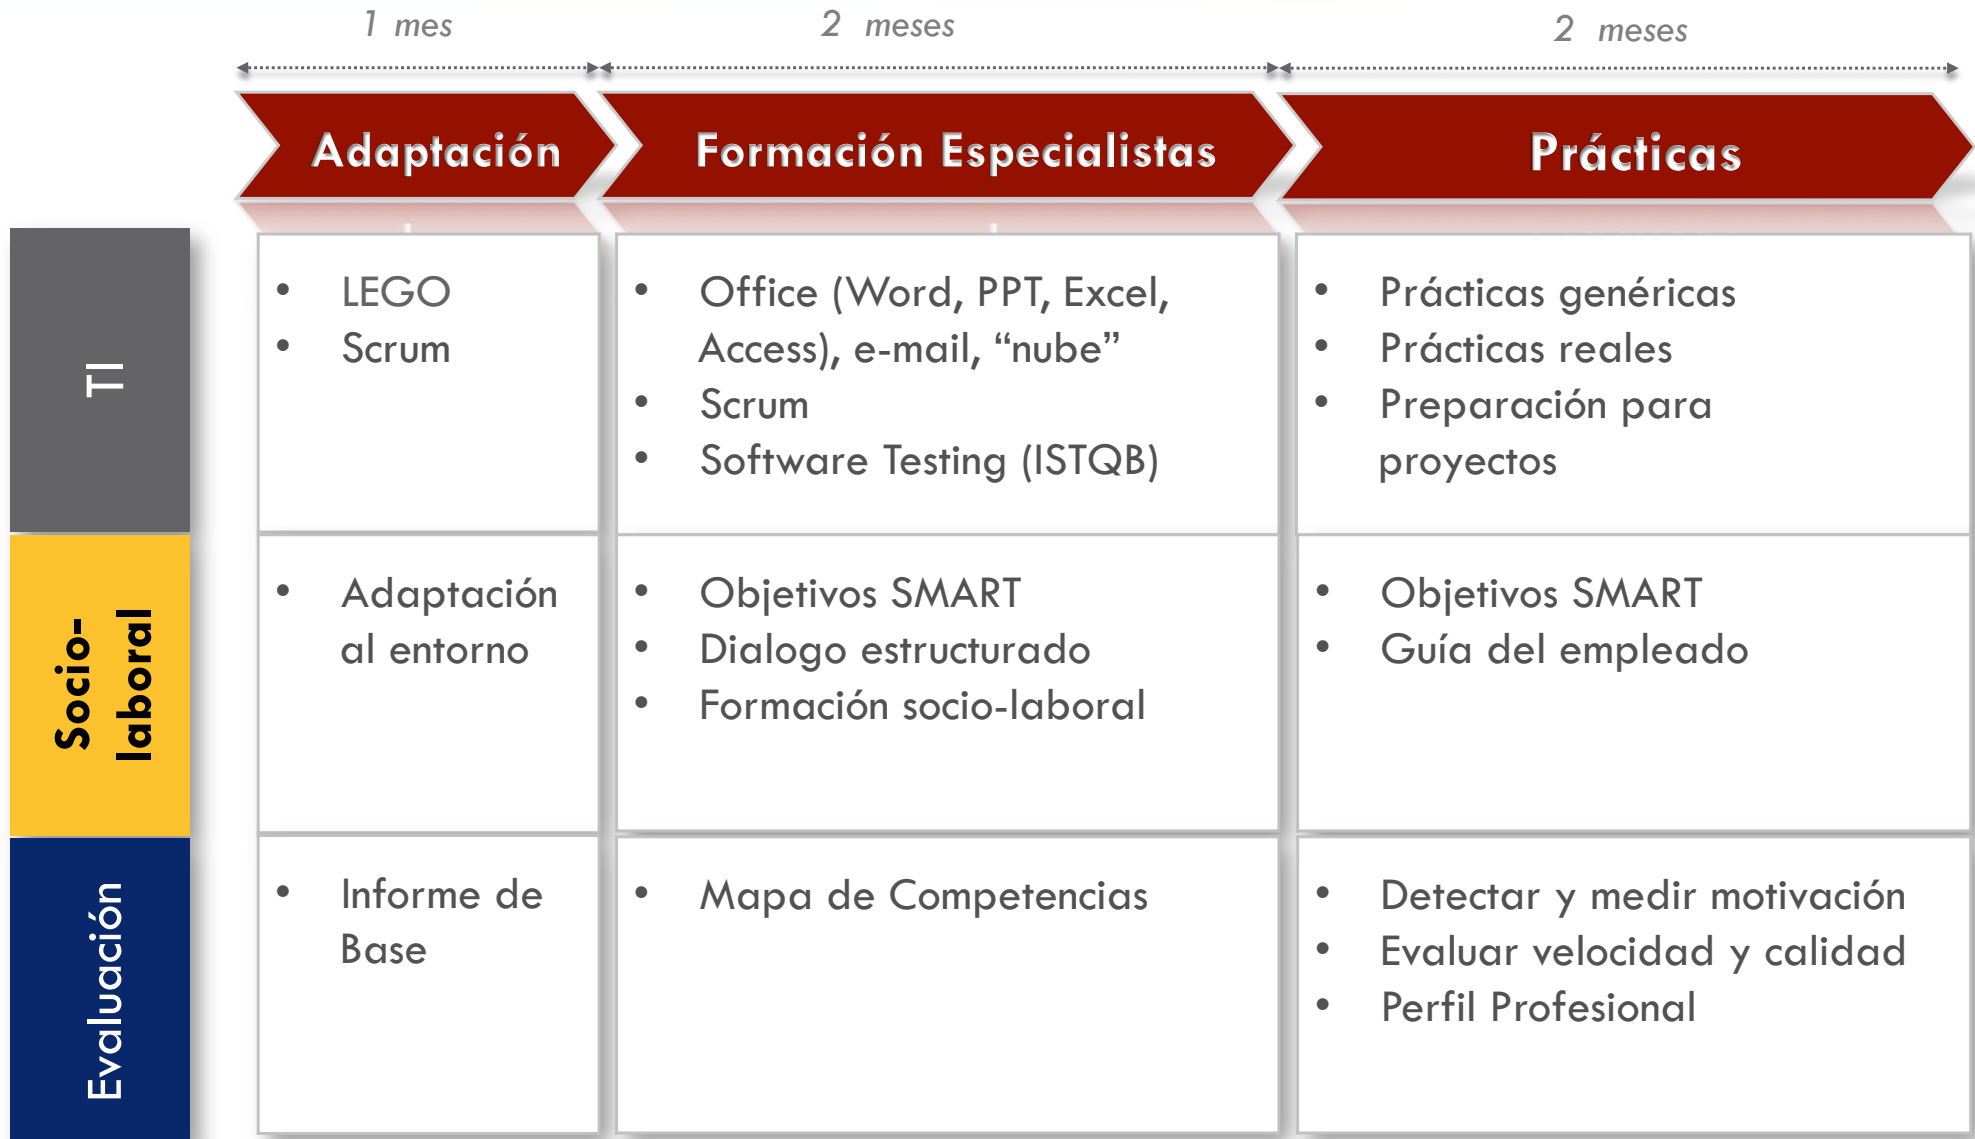 1 mes
2 meses
2 meses
Adaptación
Formación Especialistas
Prácticas
TI
• LEGO
• Scrum
• Office (Word, PPT, Excel,
Access), e-mail, “nube”
• Scrum
• Software Testing (ISTQB)
• Prácticas genéricas
• Prácticas reales
• Preparación para
proyectos
Socio-
laboral
• Adaptación
al entorno
• Objetivos SMART
• Dialogo estructurado
• Formación socio-laboral
• Objetivos SMART
• Guía del empleado
Evaluación
• Informe de
Base
• Mapa de Competencias
• Detectar y medir motivación
• Evaluar velocidad y calidad
• Perfil Profesional